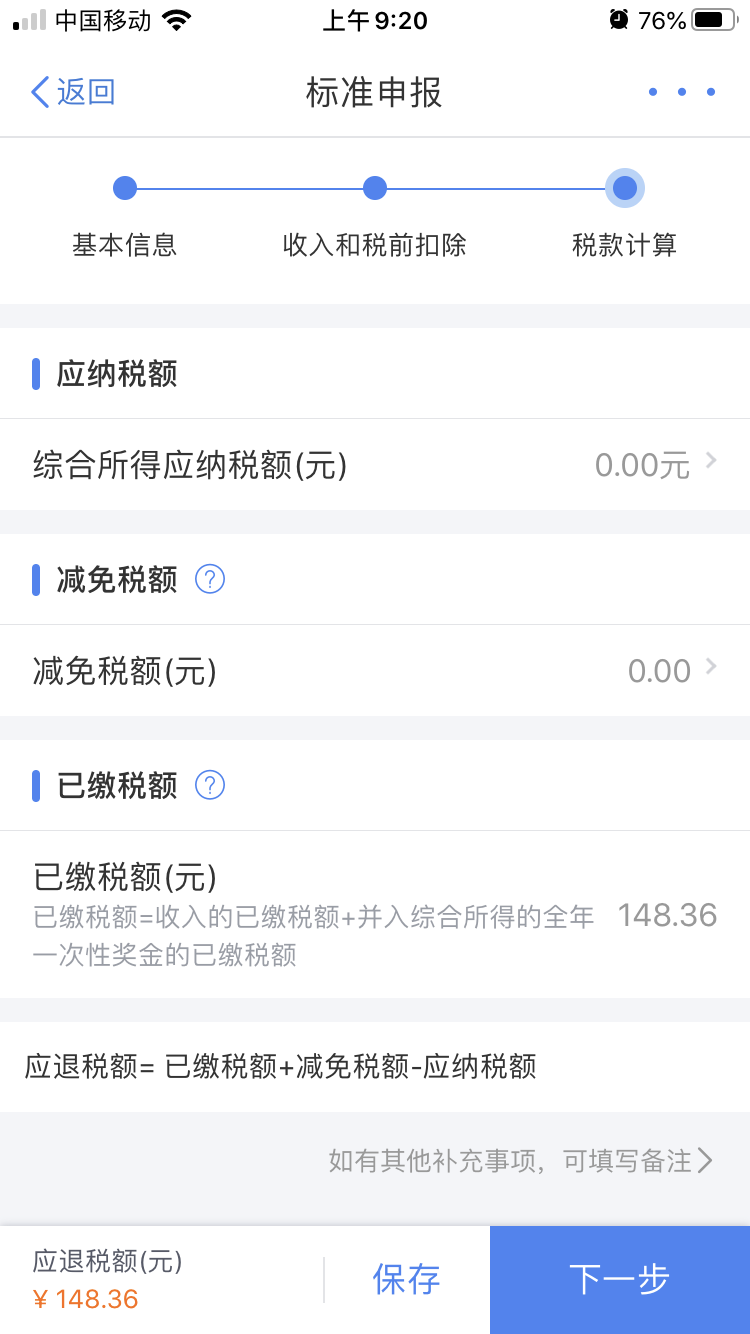 中国移动 上午9:20 76%
返回 标准申报
基本信息 收入和税前扣除 税款计算
应纳税额
综合所得应纳税额(元) 0.00元
减免税额 ?
减免税额(元) 0.00
已缴税额 ?
已缴税额(元)
已缴税额=收入的已缴税额+并入综合所得的全年 148.36
一次性奖金的已缴税额
应退税额= 已缴税额+减免税额-应纳税额
如有其他补充事项，可填写备注
应退税额(元)
¥ 148.36
保存 下一步